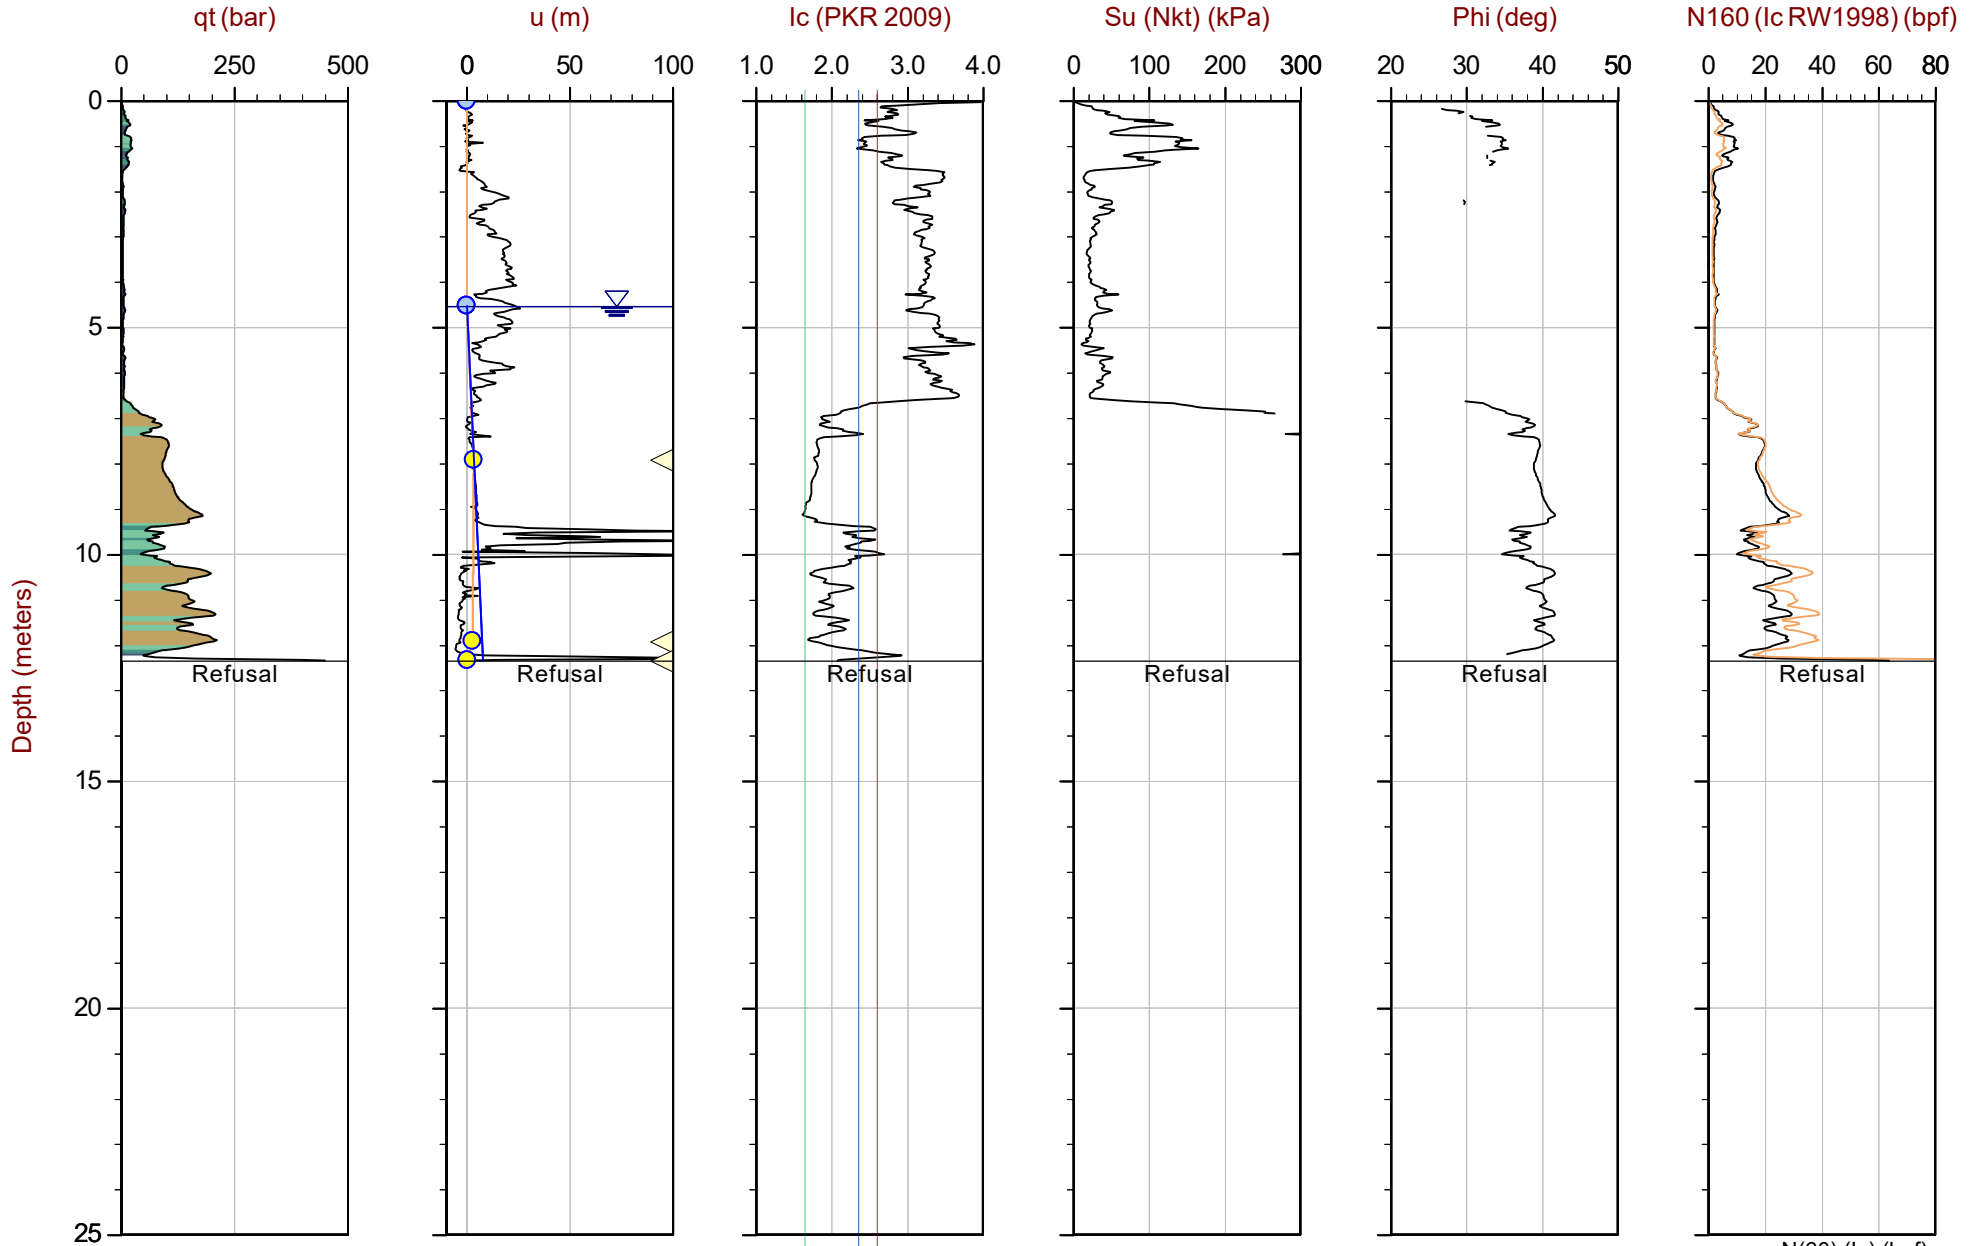 qt (bar) u (m) Ic (PKR 2009) Su (Nkt) (kPa) Phi (deg) N160 (Ic RW1998) (bpf)
0 250 500 0 50 100 1.0 2.0 3.0 4.0 0 100 200 300 20 30 40 50 0 20 40 60 80
0
5
10
Depth (meters)
Refusal Refusal Refusal Refusal Refusal Refusal
15
20
25